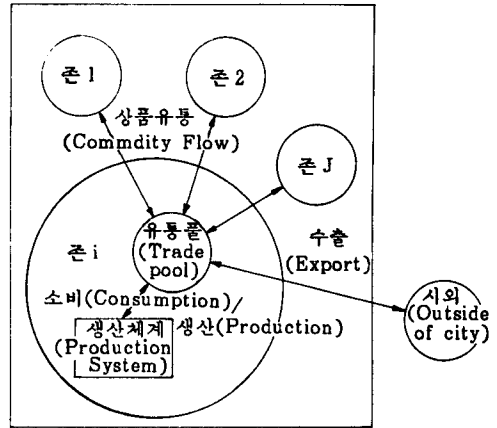 존 1
존 2
상품유통
(Commdity Flow)
존 J
유통풀
(Trade
pool)
존 i
수출
(Export)
소비(Consumption)/
생산(Production)
생산체계
(Production
System)
시외
(Outside
of city)